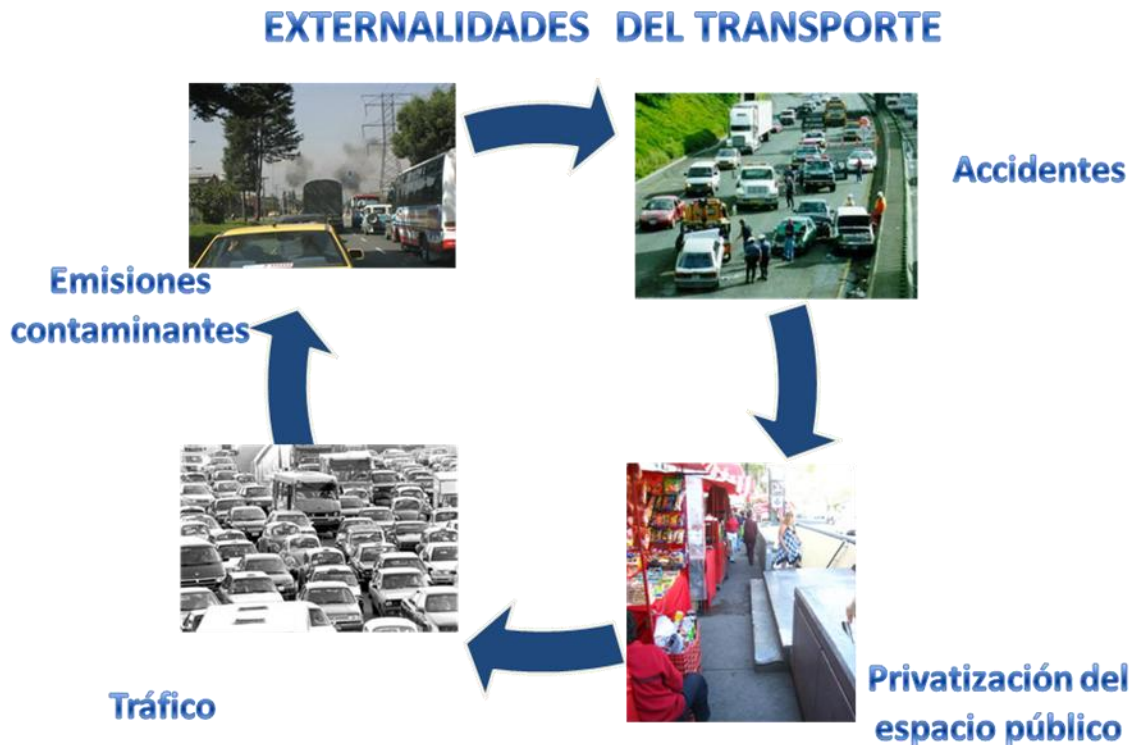 EXTERNALIDADES DEL TRANSPORTE
Accidentes
Emisiones
contaminantes
Privatización del
espacio público
Tráfico